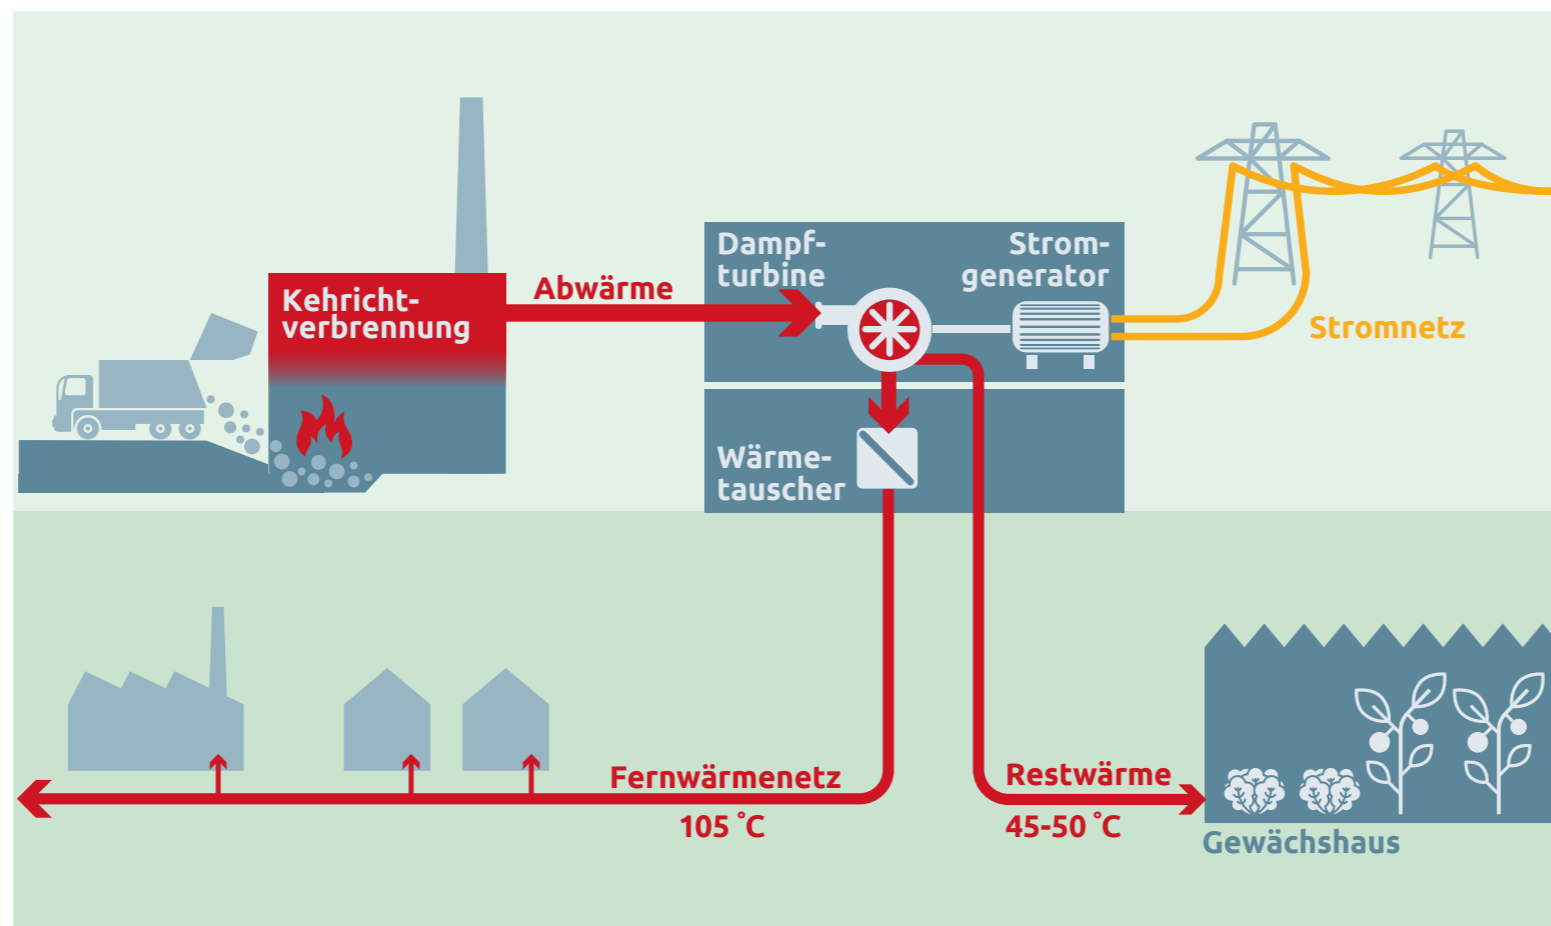 Kehricht-
verbrennung
Abwärme
Dampf-
turbine
Strom-
generator
Stromnetz
Wärme-
tauscher
Fernwärmenetz
105 °C
Restwärme
45-50 °C
Gewächshaus